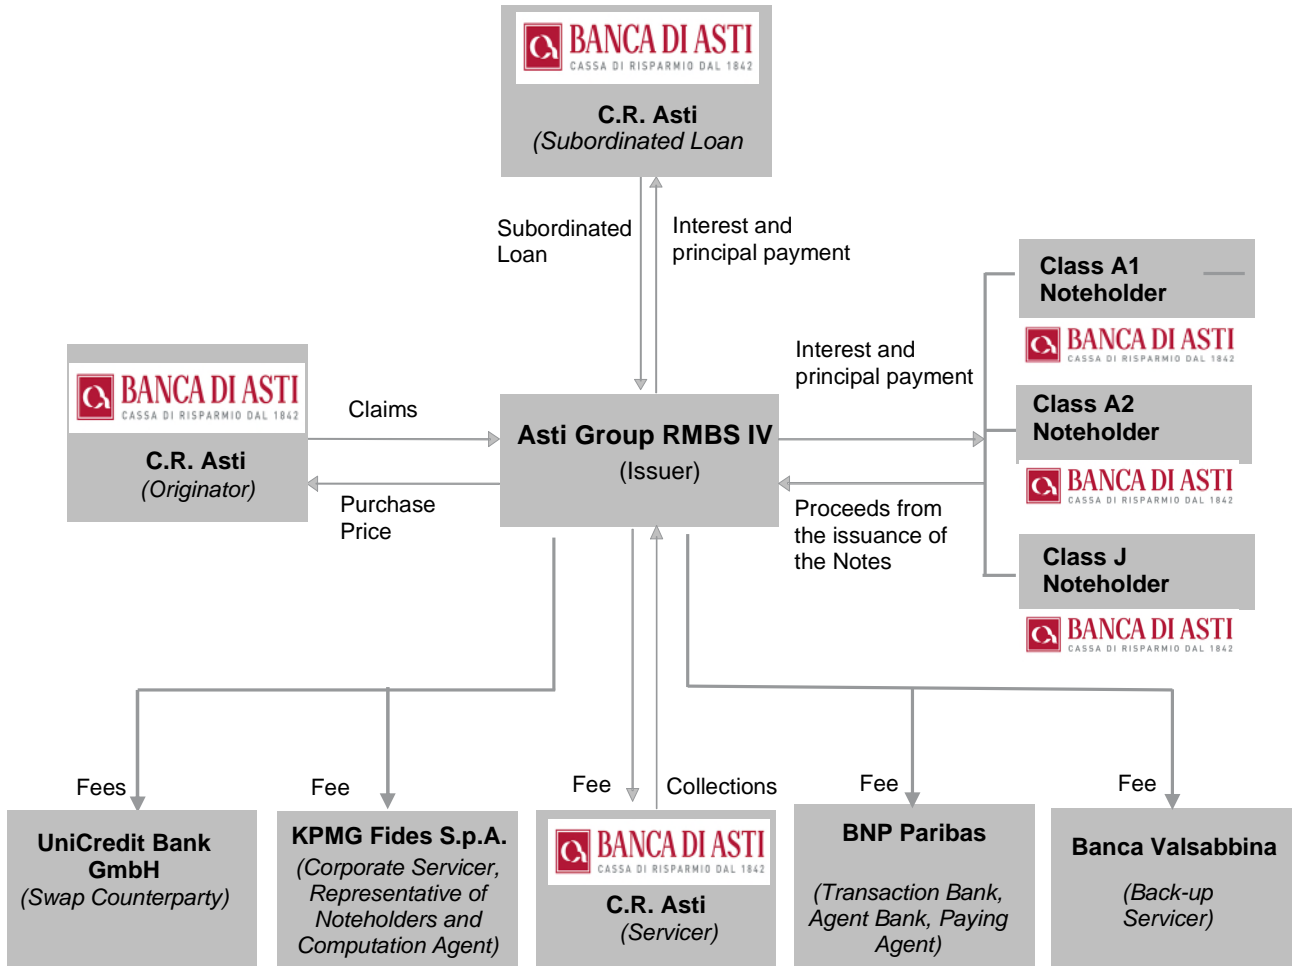 BANCA DI ASTI
CASSA DI RISPARMIO DAL 1842
C.R. Asti
(Subordinated Loan
Subordinated
Loan
Interest and
principal payment
Class A1
Noteholder
BANCA DI ASTI
CASSA DI RISPARMIO DAL 1842
Interest and
principal payment
BANCA DI ASTI
CASSA DI RISPARMIO DAL 1842
C.R. Asti
(Originator)
Claims
Purchase
Price
Asti Group RMBS IV
(Issuer)
Class A2
Noteholder
BANCA DI ASTI
CASSA DI RISPARMIO DAL 1842
Proceeds from
the issuance of
the Notes
Class J
Noteholder
BANCA DI ASTI
CASSA DI RISPARMIO DAL 1842
Fees
Fee
Fee
Collections
Fee
Fee
UniCredit Bank
GmbH
(Swap Counterparty)
KPMG Fides S.p.A.
(Corporate Servicer,
Representative of
Noteholders and
Computation Agent)
BANCA DI ASTI
CASSA DI RISPARMIO DAL 1842
C.R. Asti
(Servicer)
BNP Paribas
(Transaction Bank,
Agent Bank, Paying
Agent)
Banca Valsabbina
(Back-up
Servicer)